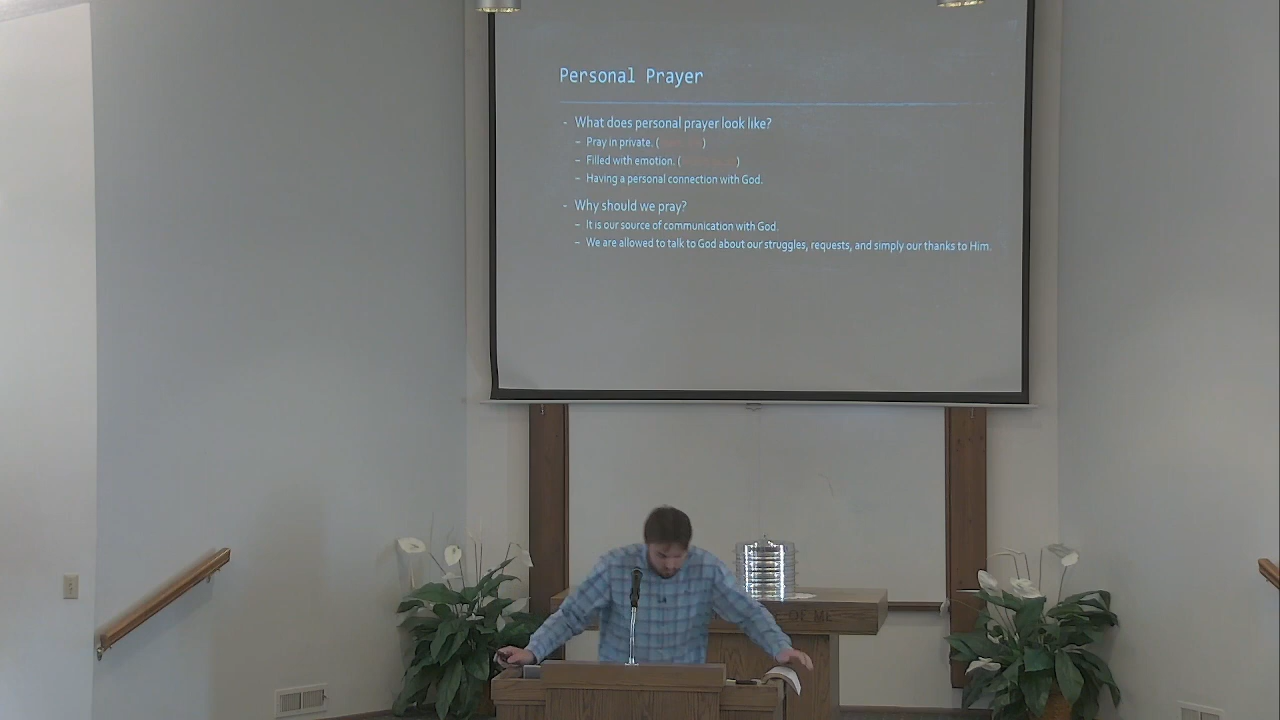 Personal Prayer
- What does personal prayer look like?
– Pray in private. ( )
– Filled with emotion. ( )
– Having a personal connection with God.
- Why should we pray?
– It is our source of communication with God.
– We are allowed to talk to God about our struggles, requests, and simply our thanks to Him.
OF ME